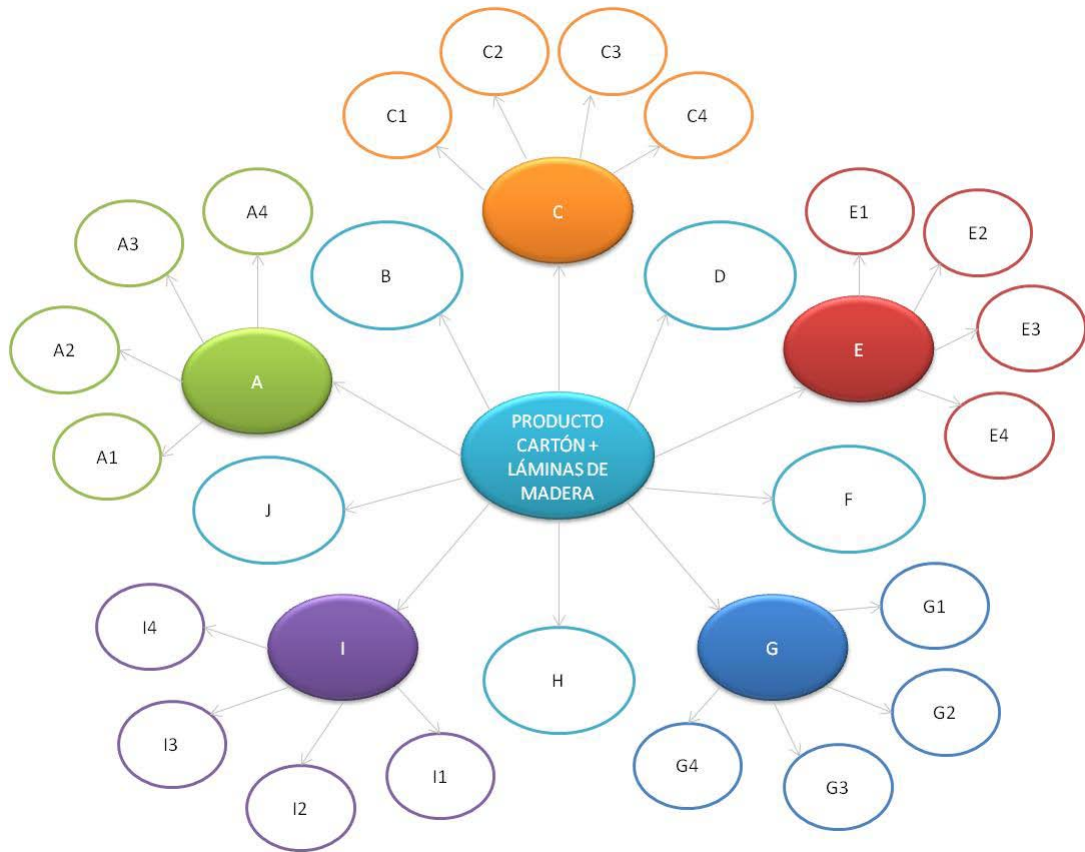 C2
C3
C1
C4
A4
C
E1
A3
E2
B
D
E3
A2
E
A
PRODUCTO
CARTÓN +
LÁMINAS DE
MADERA
E4
A1
J
F
G1
I4
I
G
H
G2
I3
G4
I1
G3
I2